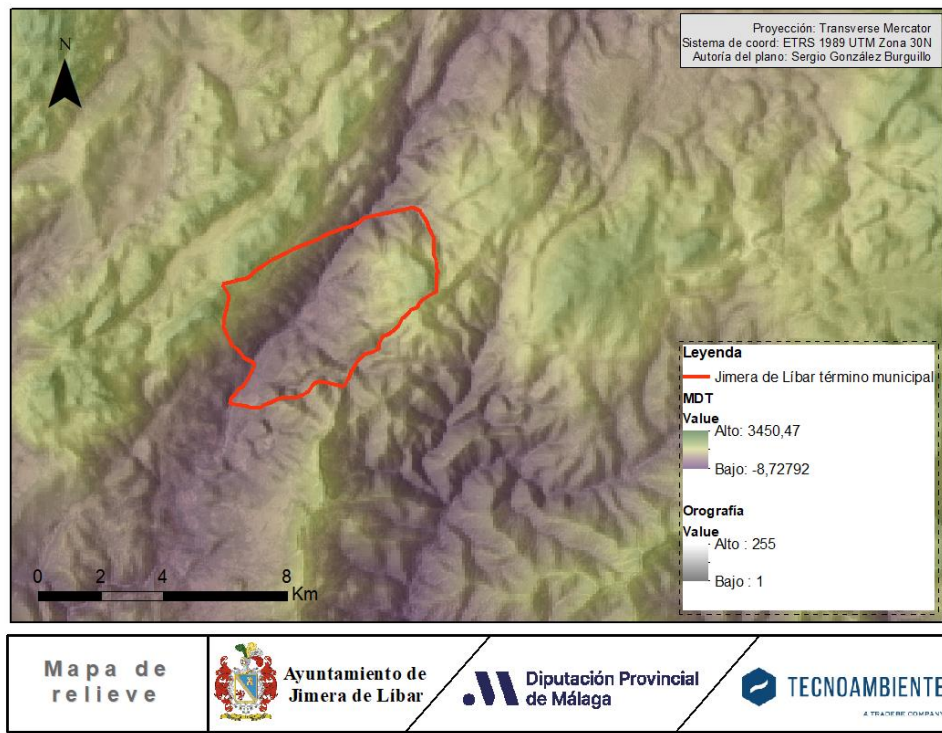 Proyección: Transverse Mercator
Sistema de coord: ETRS 1989 UTM Zona 30N
Autoría del plano: Sergio González Burguillo
N
Leyenda
Jimera de Líbar término municipal
MDT
Value
Alto: 3450,47
Bajo: -8,72792
Orografía
Value
Alto : 255
Bajo : 1
0 2 4 8
Km
Mapa de
relieve
Ayuntamiento de
Jimera de Líbar
Diputación Provincial
de Málaga
TECNOAMBIENTE
A TRADEBE COMPANY